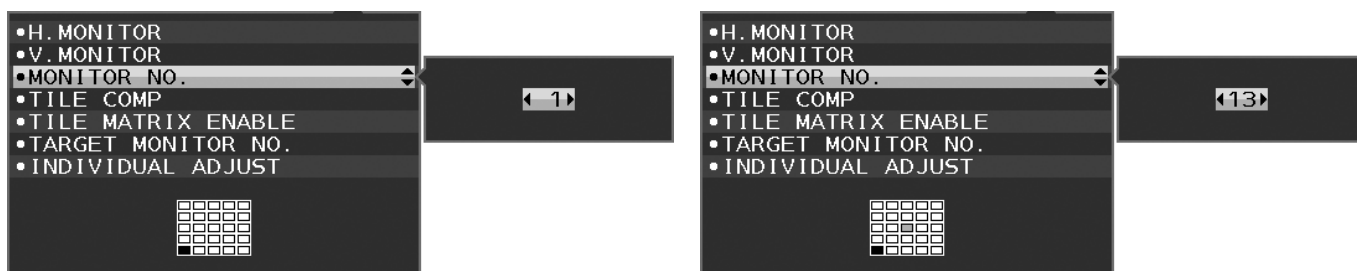 •H.MONITOR
•V.MONITOR
•MONITOR NO.
1
•TILE COMP
•TILE MATRIX ENABLE
•TARGET MONITOR NO.
•INDIVIDUAL ADJUST
•H.MONITOR
•V.MONITOR
•MONITOR NO.
13
•TILE COMP
•TILE MATRIX ENABLE
•TARGET MONITOR NO.
•INDIVIDUAL ADJUST